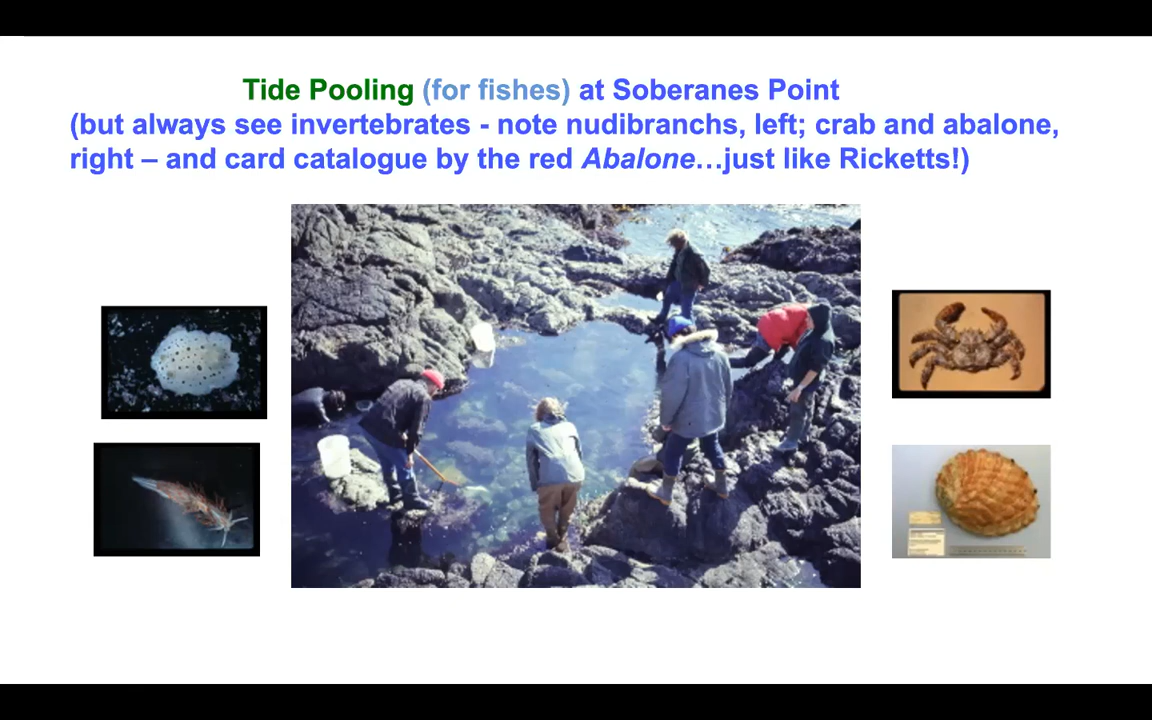 Tide Pooling (for fishes) at Soberanes Point
(but always see invertebrates - note nudibranchs, left; crab and abalone,
right – and card catalogue by the red Abalone…just like Ricketts!)